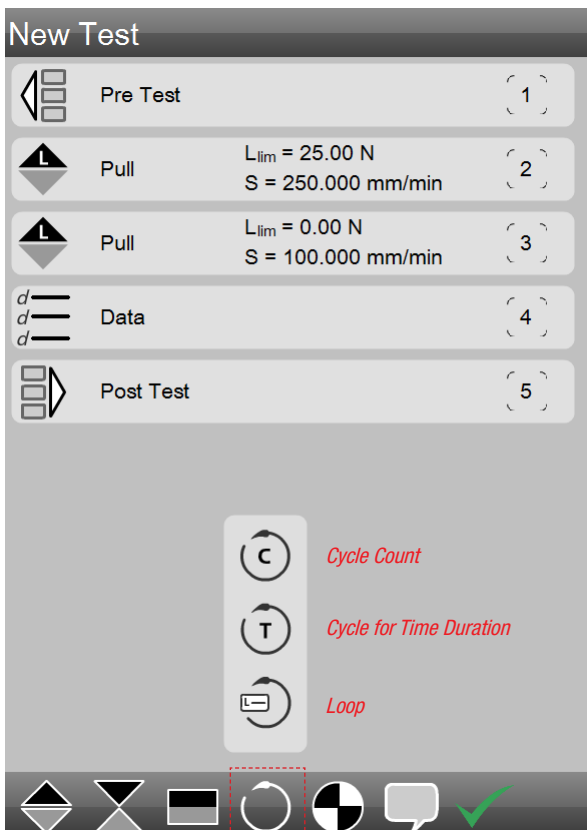 New Test
Pre Test 1
L Pull Llim = 25.00 N 2
S = 250.000 mm/min
L Pull Llim = 0.00 N 3
S = 100.000 mm/min
d
d Data 4
d
Post Test 5
C Cycle Count
T Cycle for Time Duration
L Loop